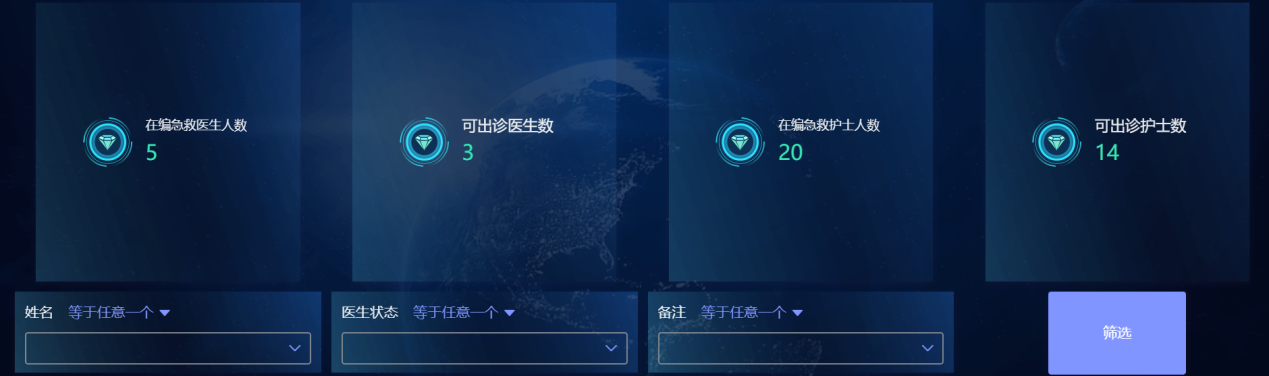 在编急救医生人数
5
可出诊医生数
3
在编急救护士人数
20
可出诊护士数
14
姓名 等于任意一个
医生状态 等于任意一个
备注 等于任意一个
筛选